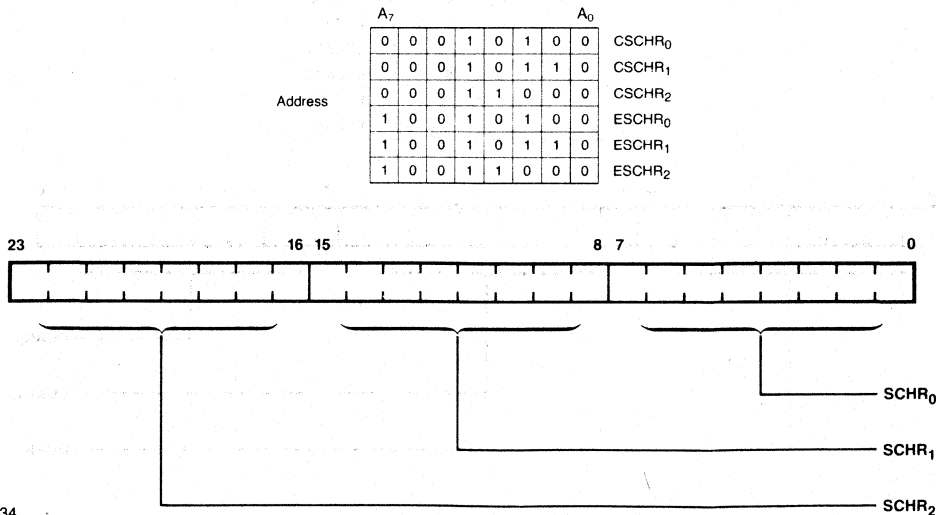 A₇ A₀
0 0 0 1 0 1 0 0 CSCHR₀
0 0 0 1 0 1 1 0 CSCHR₁
0 0 0 1 1 0 0 0 CSCHR₂
Address
1 0 0 1 0 1 0 0 ESCHR₀
1 0 0 1 0 1 1 0 ESCHR₁
1 0 0 1 1 0 0 0 ESCHR₂
23 16 15 8 7 0
SCHR₀
SCHR₁
SCHR₂
34